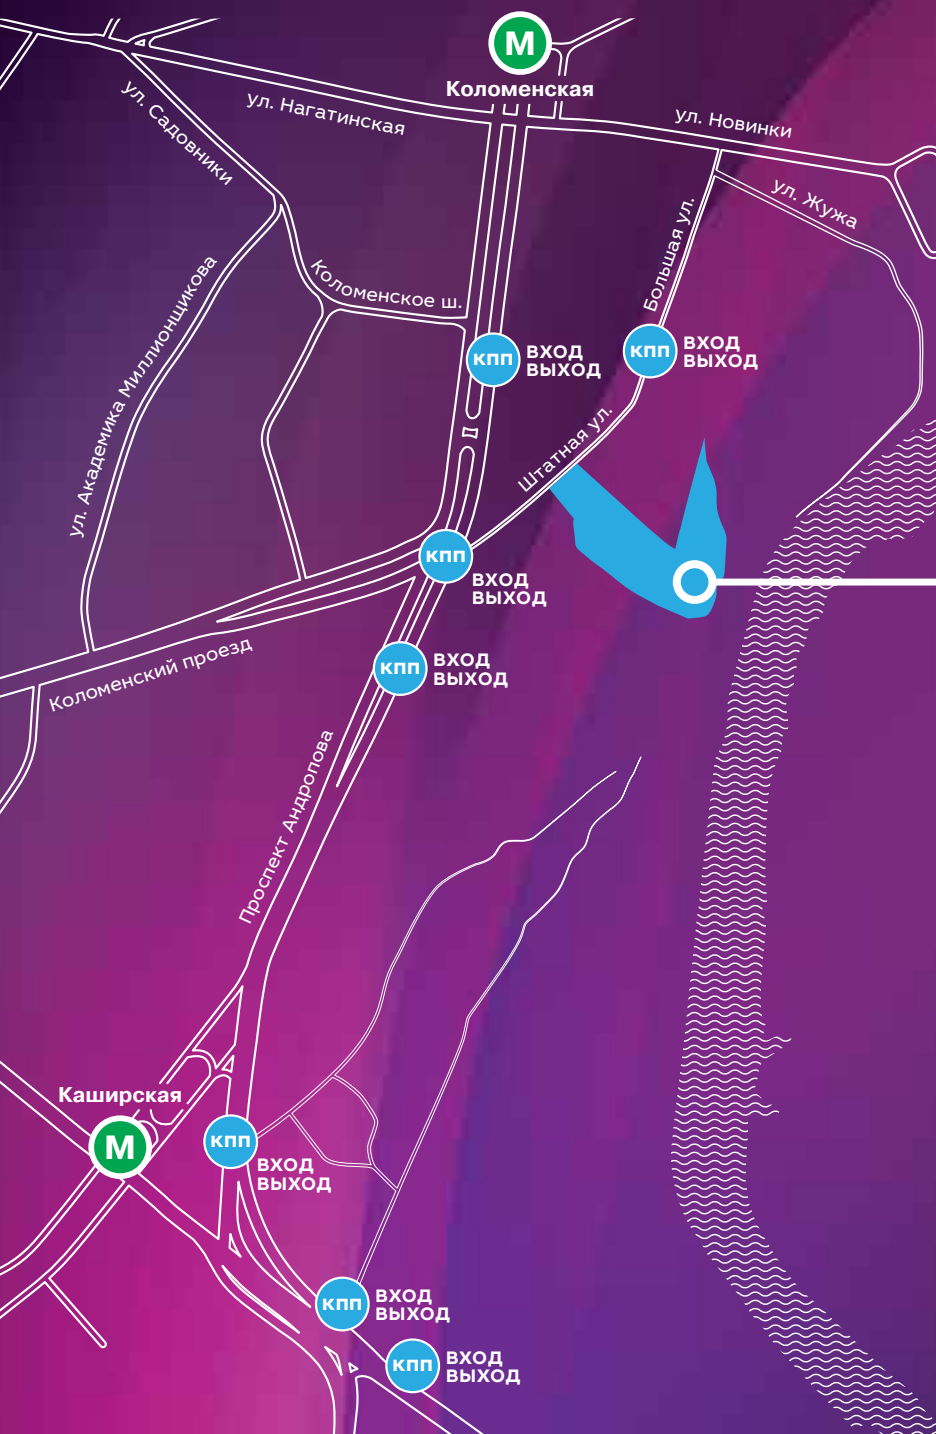 М
Коломенская
ул. Нагатинская
ул. Новинки
ул. Садовники
ул. Жужа
Большая ул.
ул. Академика Миллионщикова
Коломенское ш.
КПП
ВХОД
ВЫХОД
КПП
ВХОД
ВЫХОД
Штатная ул.
КПП
ВХОД
ВЫХОД
Коломенский проезд
КПП
ВХОД
ВЫХОД
Проспект Андропова
Каширская
М
КПП
ВХОД
ВЫХОД
КПП
ВХОД
ВЫХОД
КПП
ВХОД
ВЫХОД